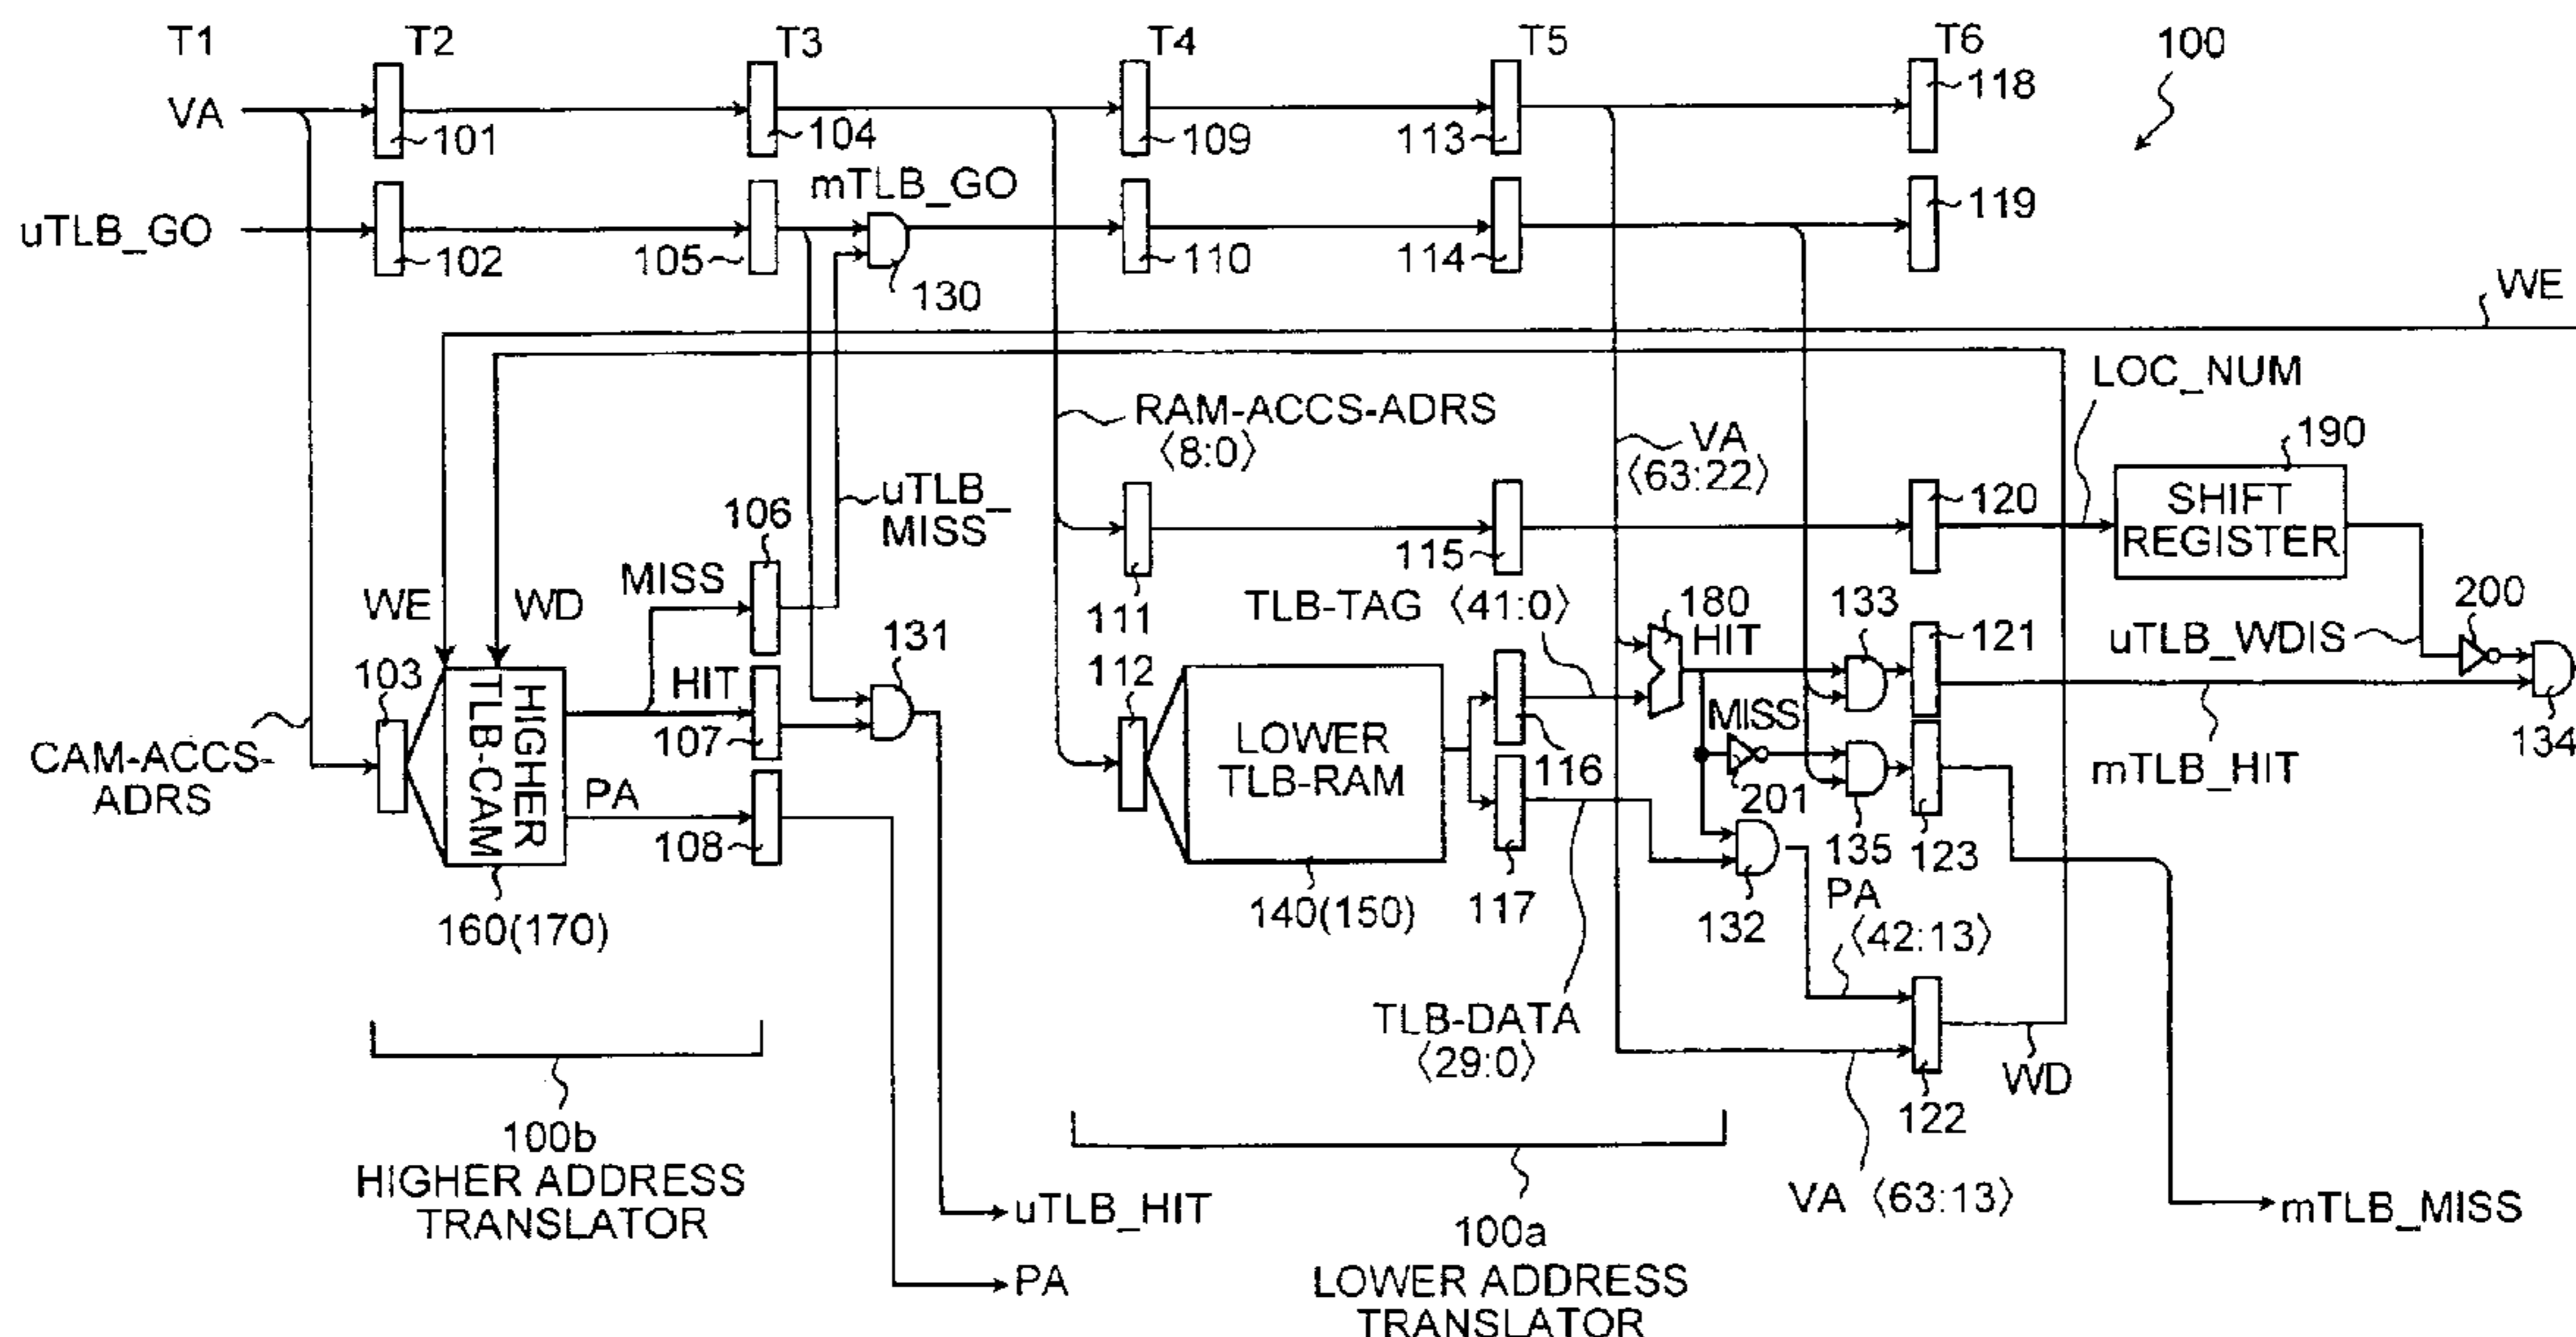 T1 T2 T3 T4 T5 T6
100
118
VA
101 104 109 113
mTLB_GO
119
uTLB_GO
102 105 110 114
130
WE
LOC_NUM
RAM-ACCS-ADRS
⟨8:0⟩
VA
⟨63:22⟩
190
uTLB_
MISS
106
120
SHIFT
REGISTER
115
MISS
WE WD
111
TLB-TAG ⟨41:0⟩
180
133
200
HIT
121
uTLB_WDIS
131
103
HIGHER
TLB-CAM
HIT
112
107
LOWER
TLB-RAM
MISS
116
134
CAM-ACCS-
ADRS
mTLB_HIT
PA
201
108
135 123
117
PA
160(170)
140(150)
132
⟨42:13⟩
TLB-DATA
⟨29:0⟩
WD
122
100b
HIGHER ADDRESS
TRANSLATOR
VA ⟨63:13⟩
uTLB_HIT
mTLB_MISS
100a
PA
LOWER ADDRESS
TRANSLATOR